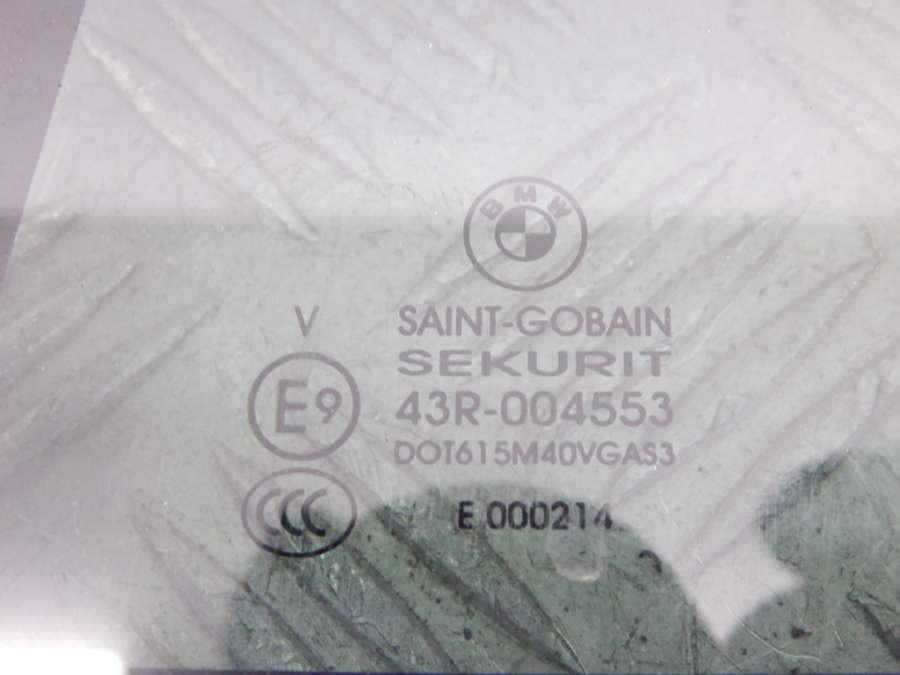 BMW
V
SAINT-GOBAIN
SEKURIT
E9
43R-004553
DOT615M40VGAS3
CCC
E 000214